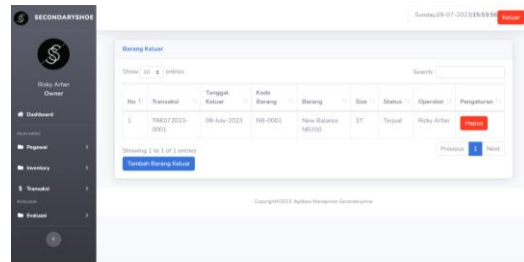 SECONDARYSHOE
Sunday,09-07-2023|15:53:56
Keluar
Ricky Arfan
Owner
Dashboard
Pegawai
Inventory
$ Transaksi
Evaluasi
Barang Keluar
Show 10 entries
Search:
No Transaksi Tanggal Keluar Kode Barang Barang Size Status Operator Pengaturan
1 TRK072023-0001 09-July-2023 NB-0001 New Balance NB350 37 Terjual Ricky Arfan Hapus
Showing 1 to 1 of 1 entries
Previous 1 Next
Tambah Barang Keluar